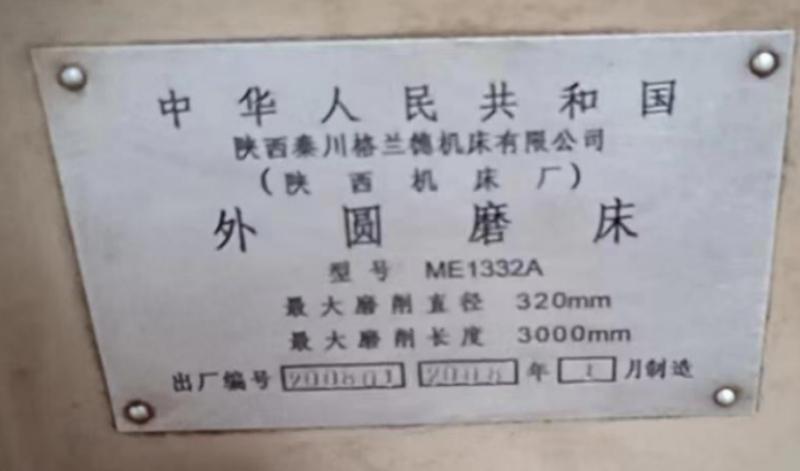 中华人民共和国
陕西秦川格兰德机床有限公司
(陕西机床厂)
外圆磨床
型号 ME1332A
最大磨削直径 320mm
最大磨削长度 3000mm
出厂编号 200801 2008 年 月制造